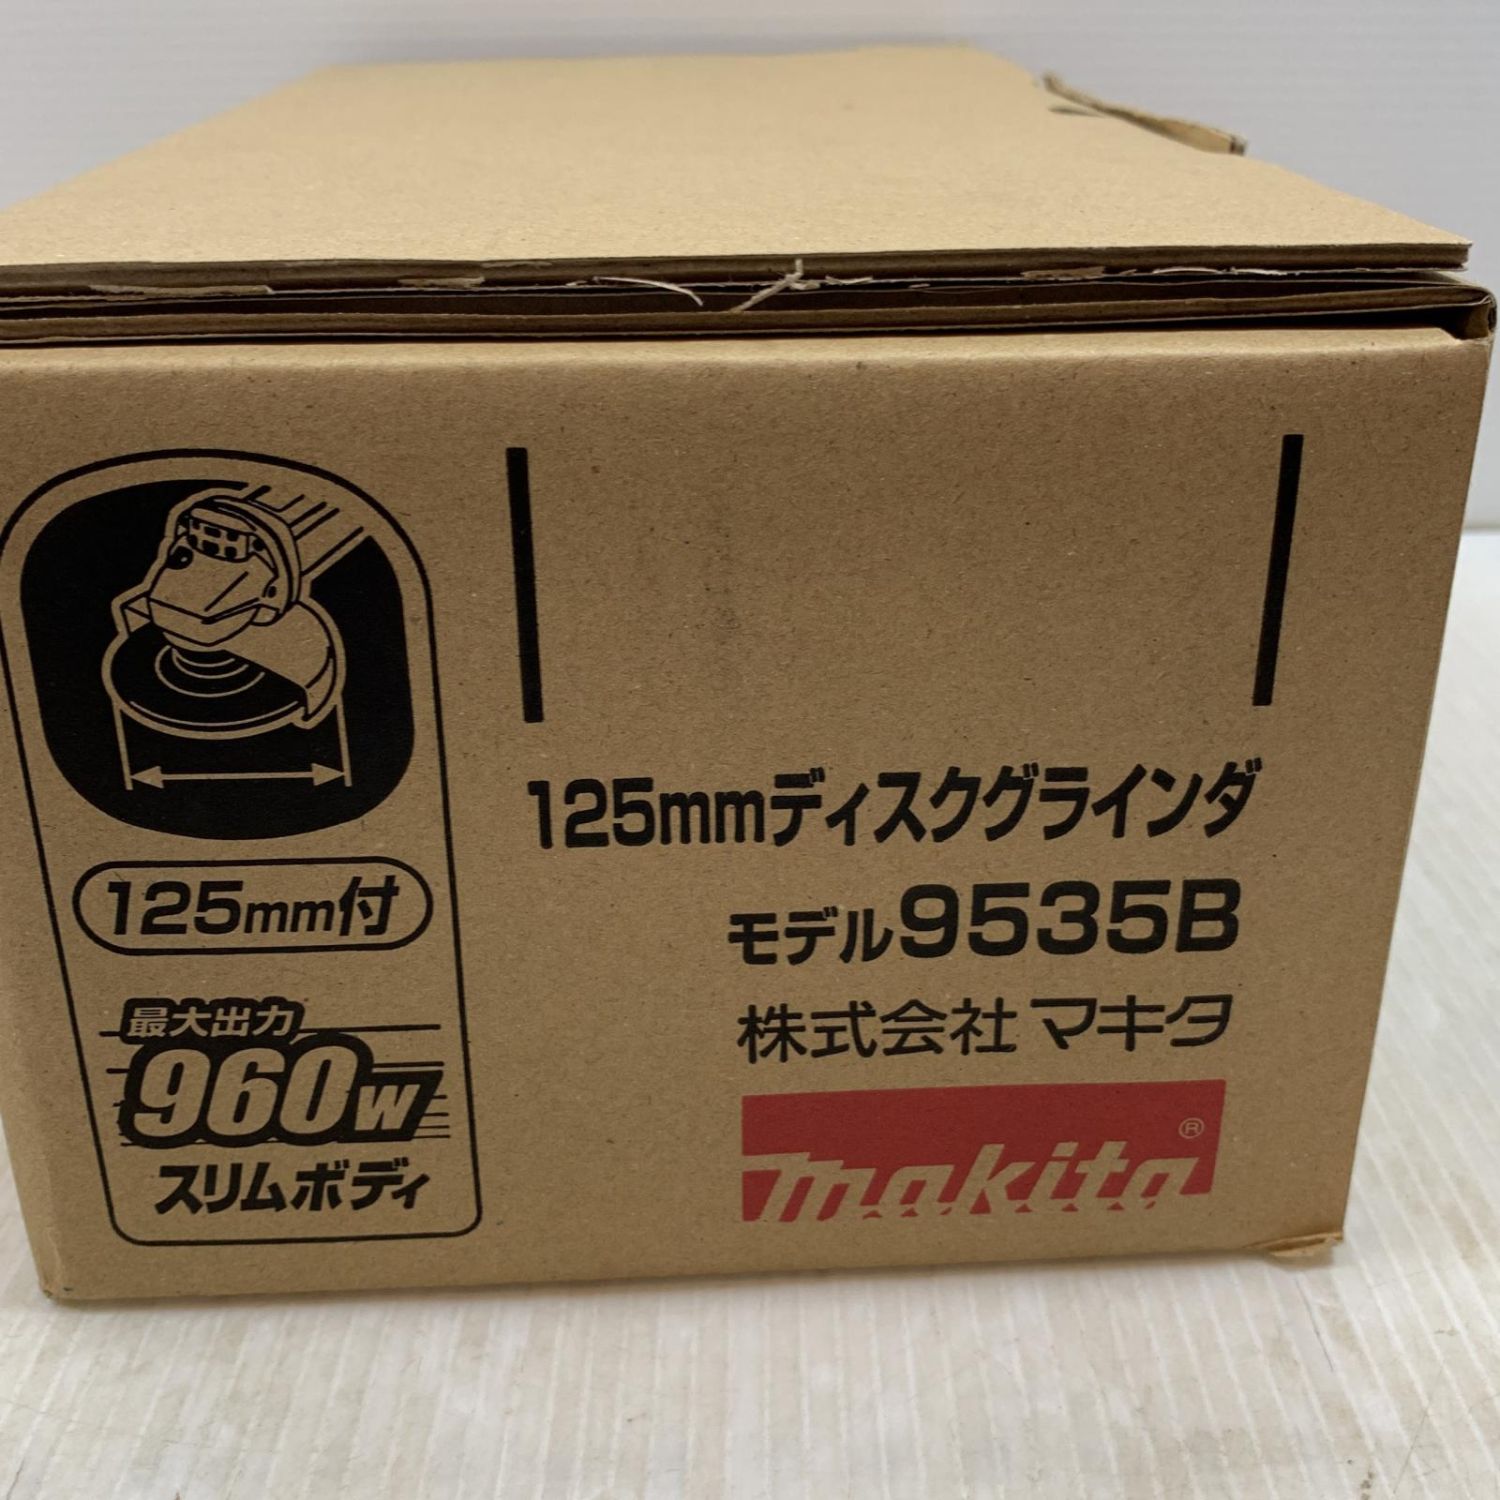 125mm付
最大出力
960W
スリムボディ
125mmディスクグラインダ
モデル9535B
株式会社マキタ
makita®